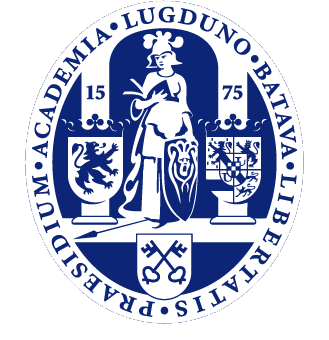 ACADEMIA · LUGDUNO · BATAVA · LIBERTATIS · PRAESIDIUM ·
15 75